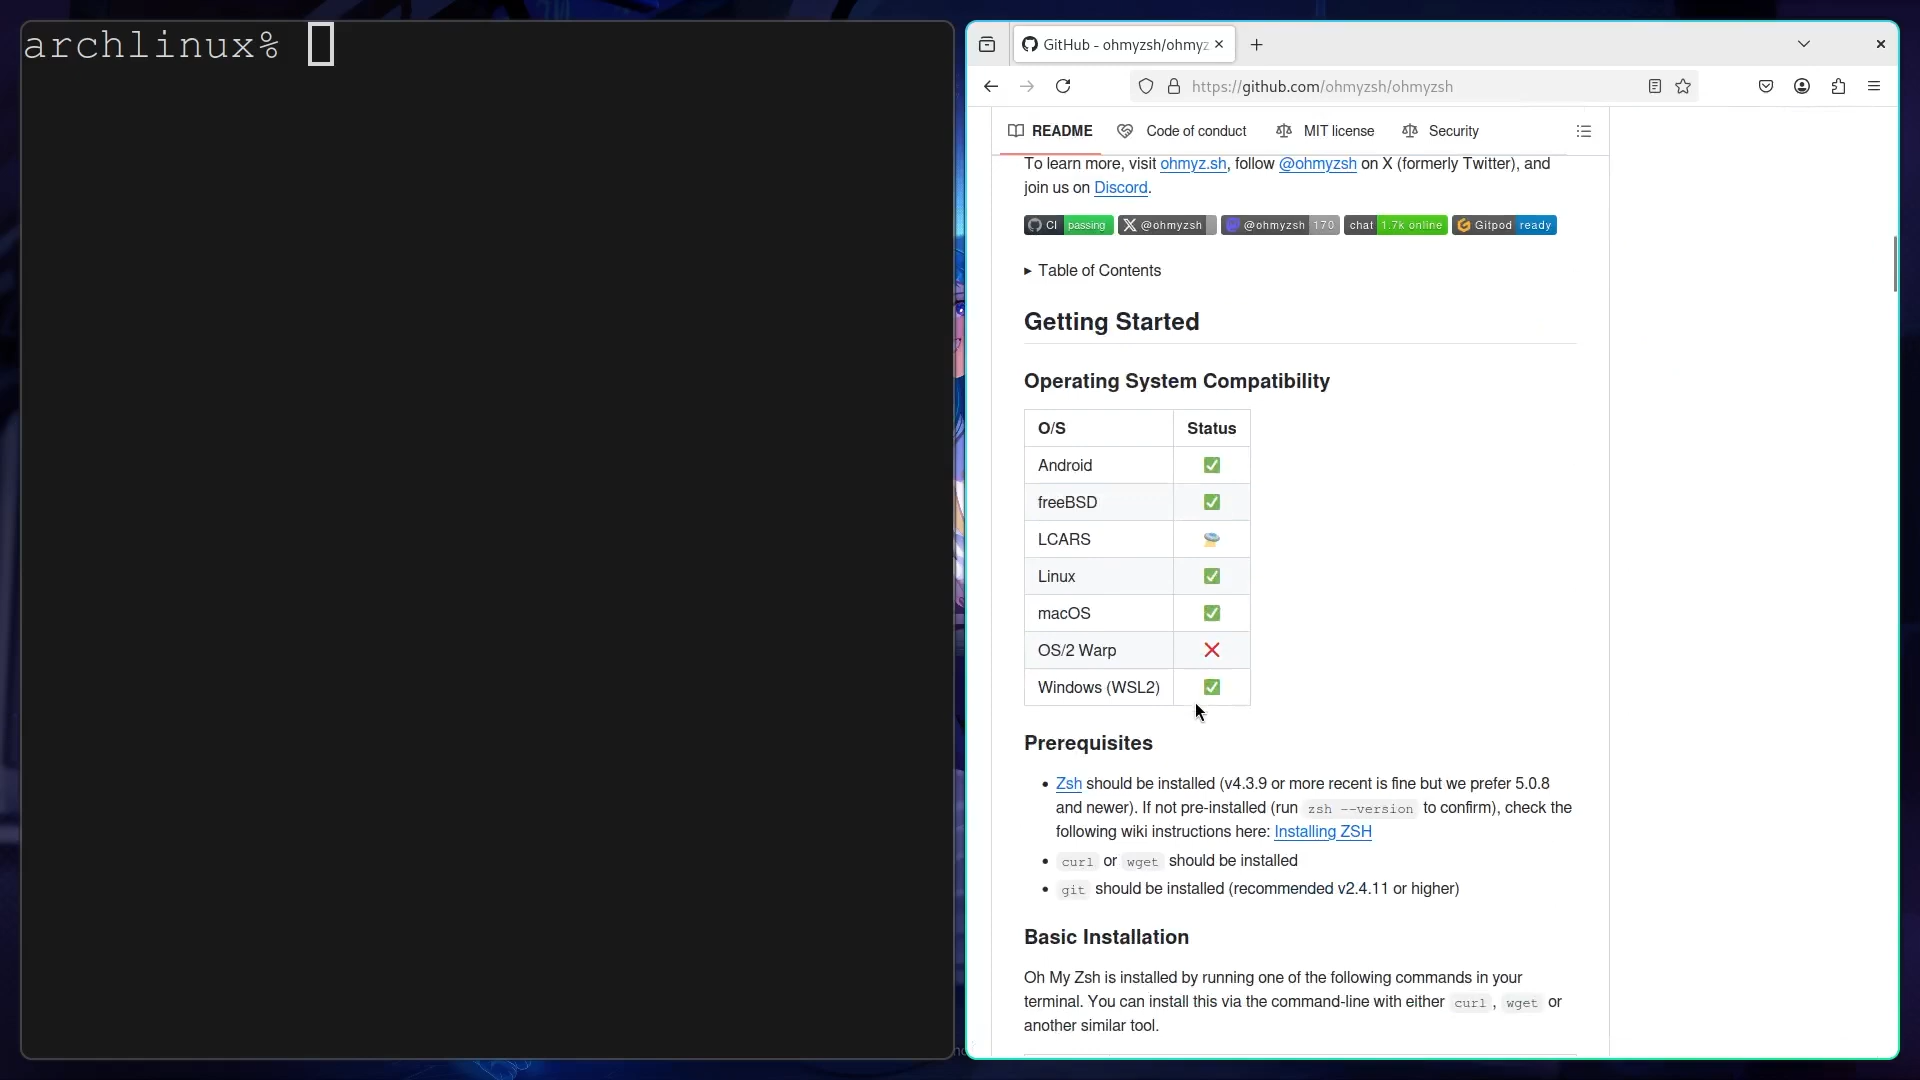 archlinux%
GitHub - ohmyzsh/ohmyz
https://github.com/ohmyzsh/ohmyzsh
README Code of conduct MIT license Security
To learn more, visit ohmyz.sh, follow @ohmyzsh on X (formerly Twitter), and
join us on Discord.
CI passing @ohmyzsh @ohmyzsh 170 chat 1.7k online Gitpod ready
Table of Contents
Getting Started
Operating System Compatibility
O/S Status
Android ✅
freeBSD ✅
LCARS 🛸
Linux ✅
macOS ✅
OS/2 Warp ❌
Windows (WSL2) ✅
Prerequisites
• Zsh should be installed (v4.3.9 or more recent is fine but we prefer 5.0.8
and newer). If not pre-installed (run zsh --version to confirm), check the
following wiki instructions here: Installing ZSH
• curl or wget should be installed
• git should be installed (recommended v2.4.11 or higher)
Basic Installation
Oh My Zsh is installed by running one of the following commands in your
terminal. You can install this via the command-line with either curl, wget or
another similar tool.